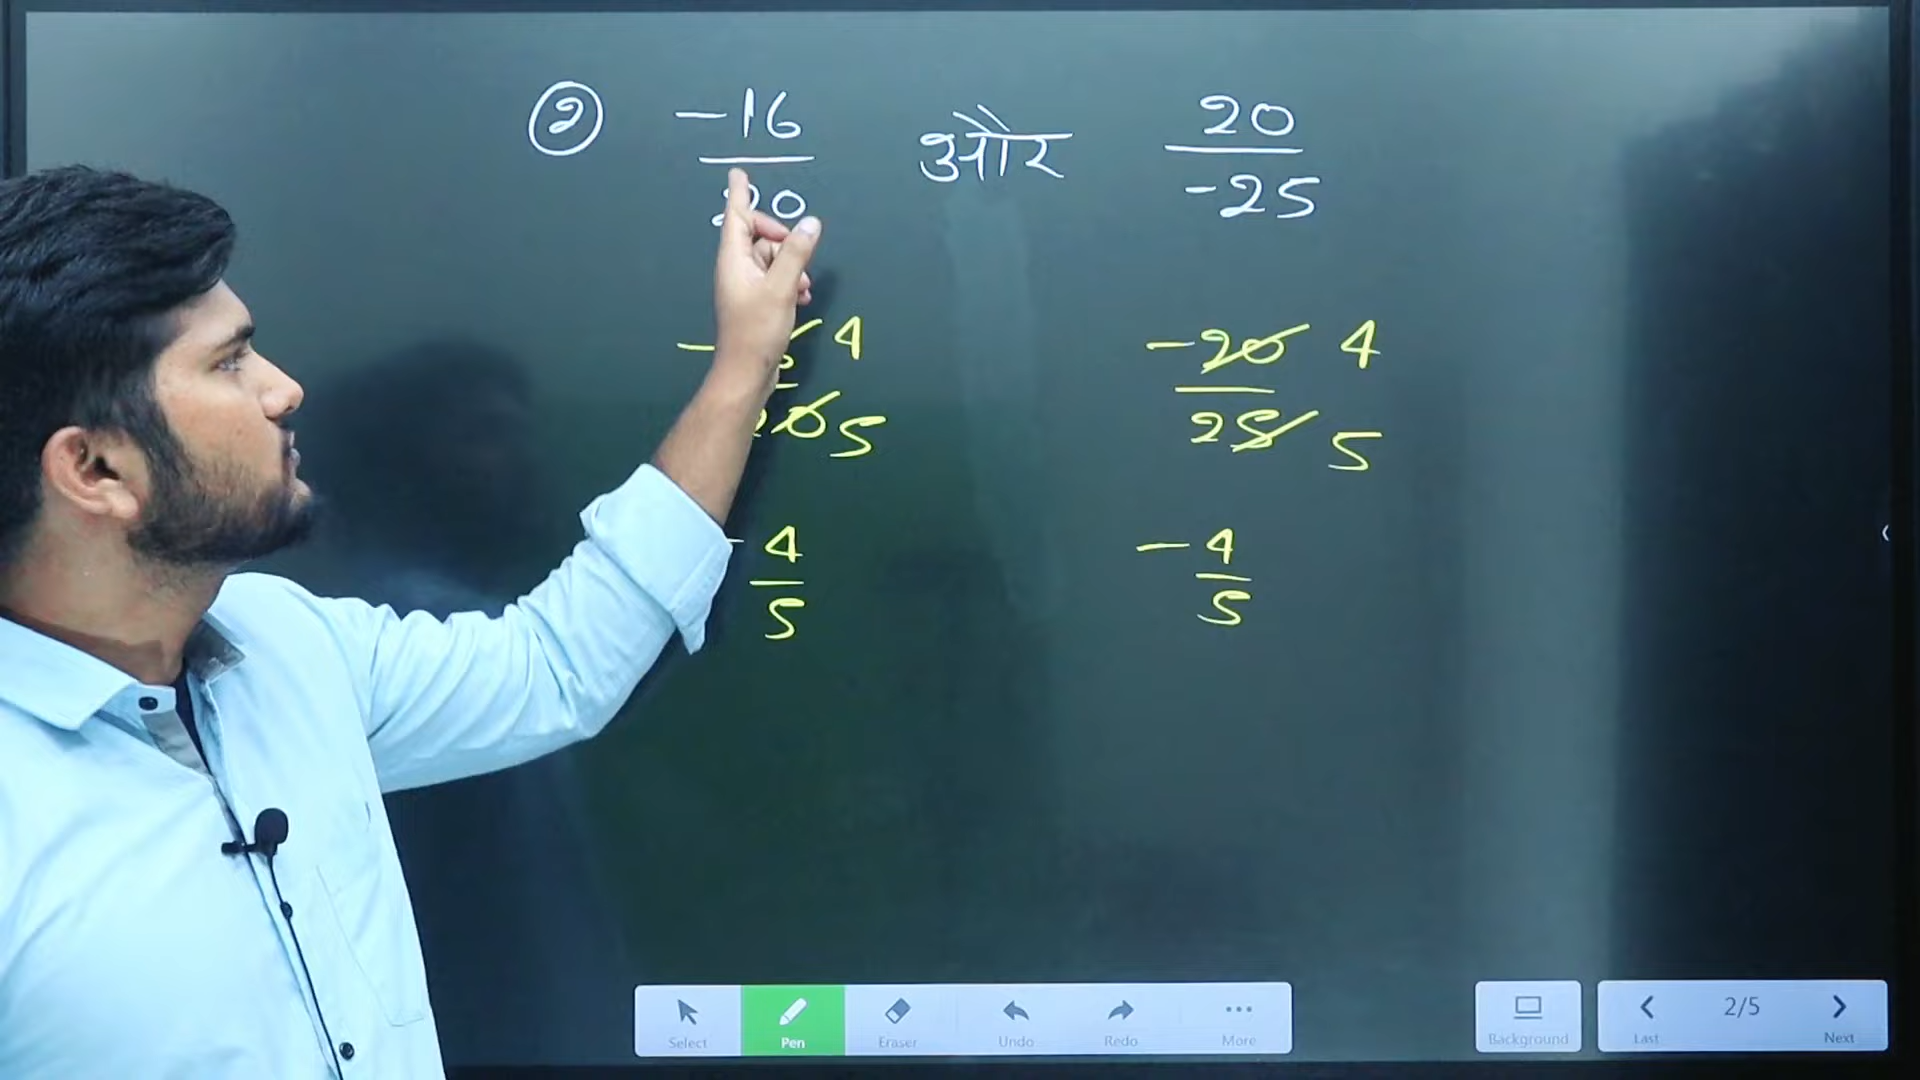 ② -16/20 और 20/-25
4 -20 4
5 25 5
-4/5 -4/5
Select Pen Eraser Undo Redo More Background Last 2/5 Next